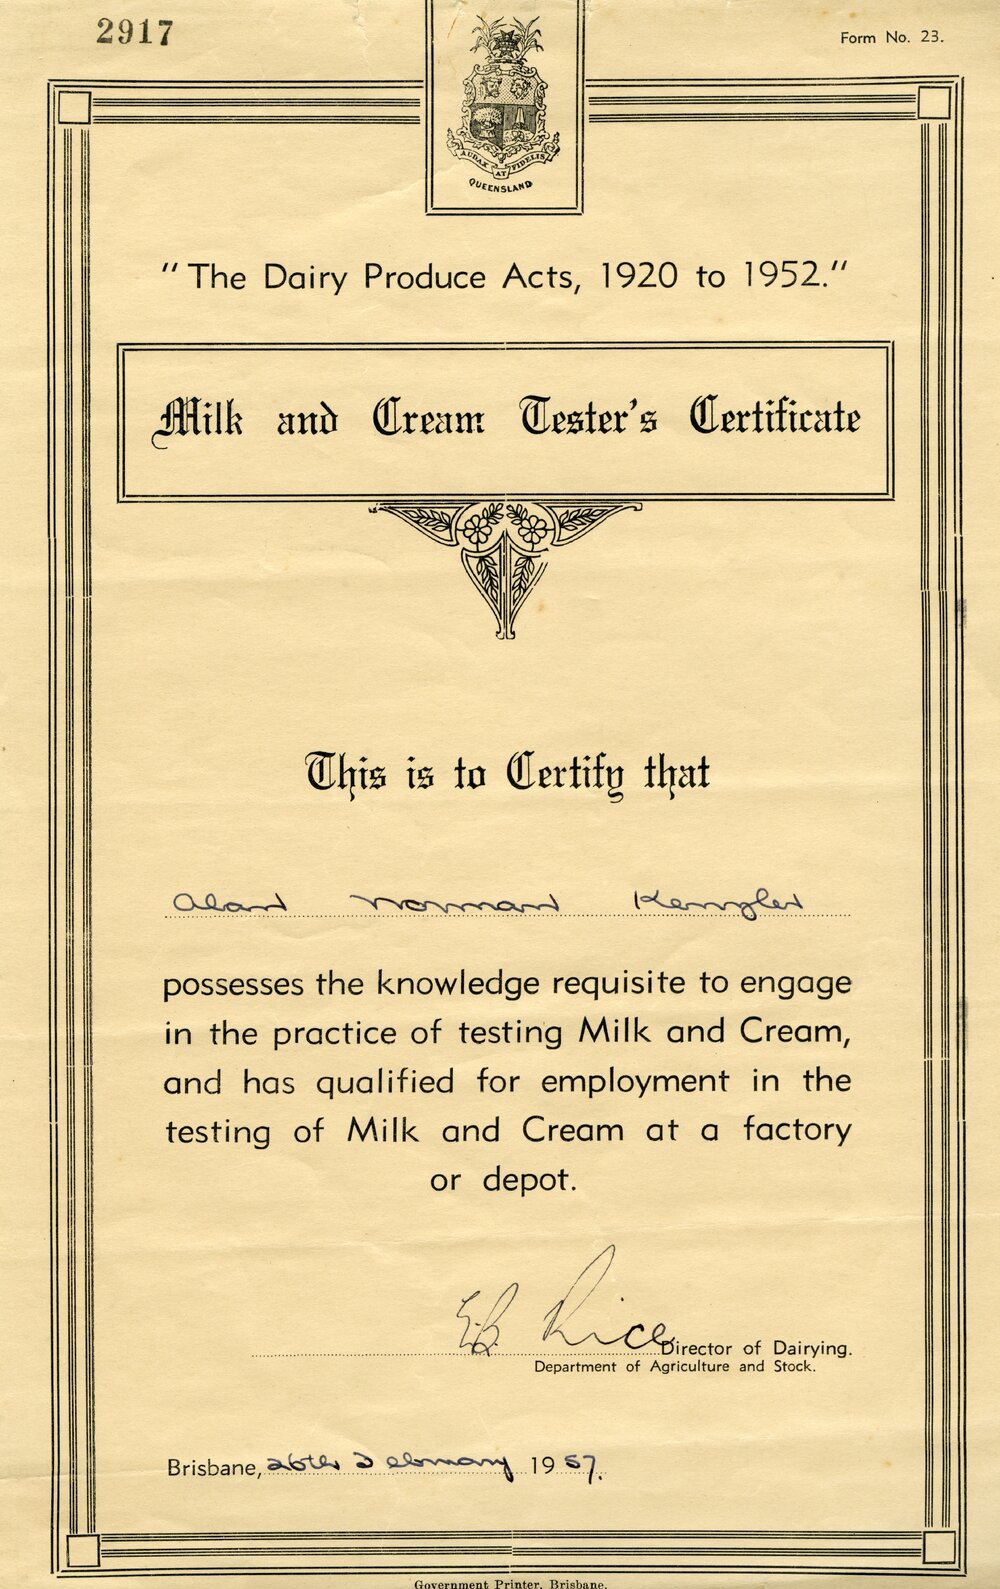 2917
Form No. 23.
AUDAX AT FIDELIS
QUEENSLAND
"The Dairy Produce Acts, 1920 to 1952."
Milk and Cream Tester's Certificate
This is to Certify that
Alan Norman Kenzler
possesses the knowledge requisite to engage
in the practice of testing Milk and Cream,
and has qualified for employment in the
testing of Milk and Cream at a factory
or depot.
E.B. Rice
Director of Dairying.
Department of Agriculture and Stock.
Brisbane, 26th February 1957.
Government Printer, Brisbane.